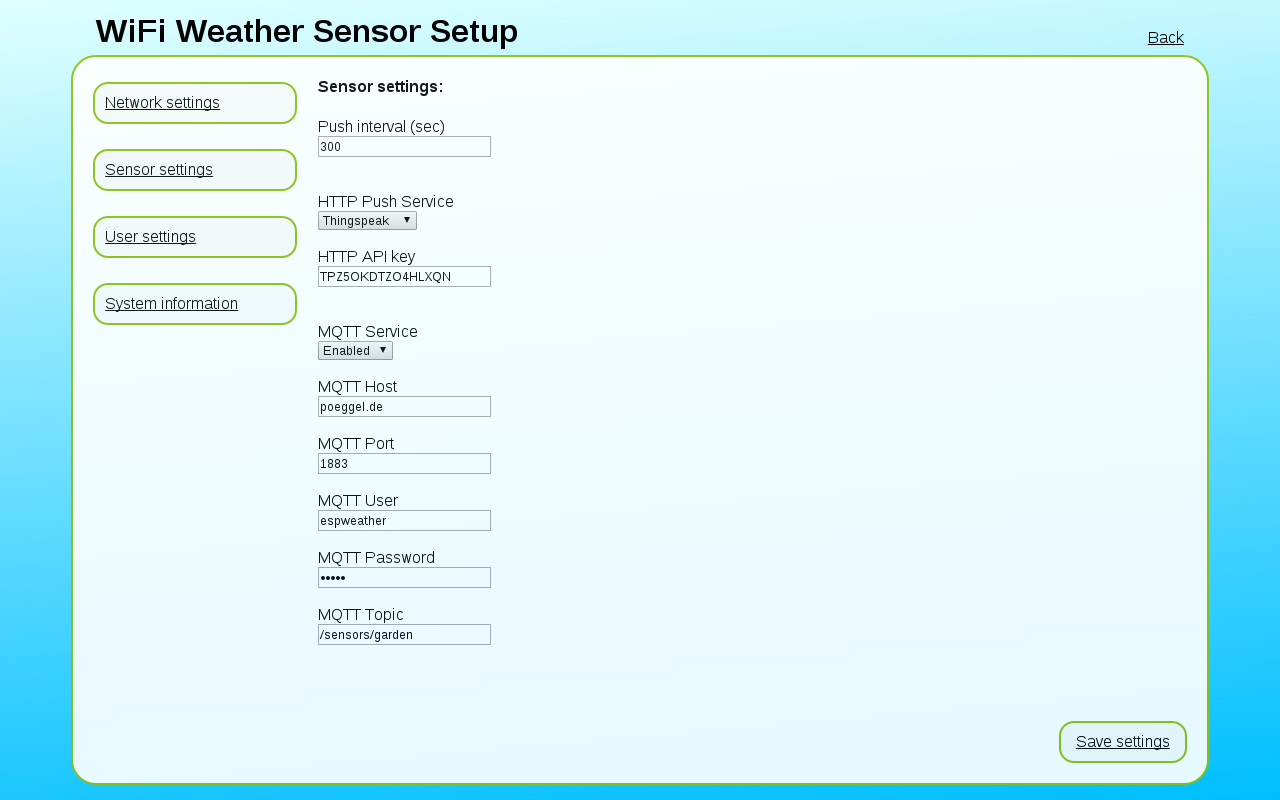 WiFi Weather Sensor Setup
Back
Network settings
Sensor settings
User settings
System information
Sensor settings:
Push interval (sec)
300
HTTP Push Service
Thingspeak
HTTP API key
TPZ5OKDTZO4HLXQN
MQTT Service
Enabled
MQTT Host
poeggel.de
MQTT Port
1883
MQTT User
espweather
MQTT Password
•••••
MQTT Topic
/sensors/garden
Save settings